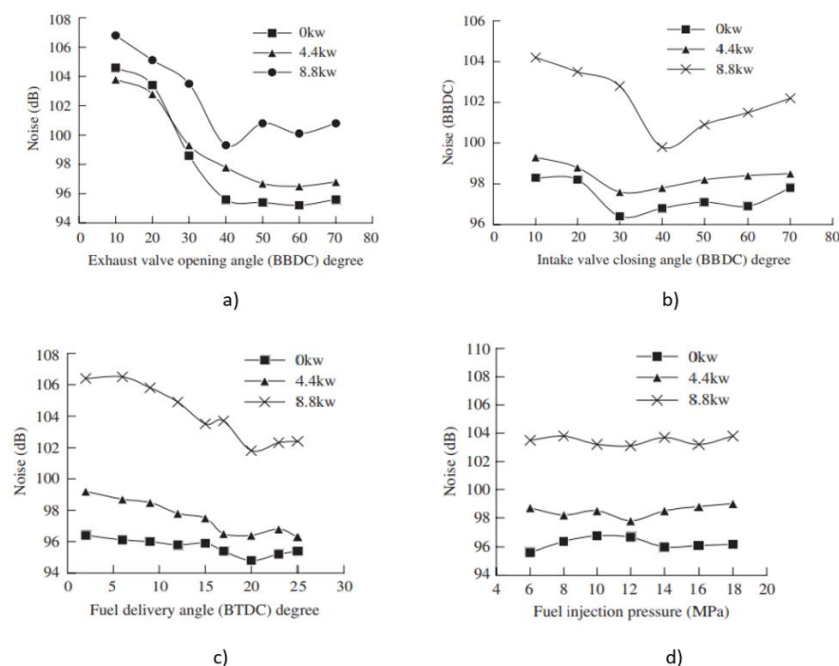 108
106
104
102
100
98
96
94
Noise (dB)
0kw
4.4kw
8.8kw
0 10 20 30 40 50 60 70 80
Exhaust valve opening angle (BBDC) degree
a)
106
104
102
100
98
96
Noise (BBDC)
0kw
4.4kw
8.8kw
0 10 20 30 40 50 60 70 80
Intake valve closing angle (BBDC) degree
b)
108
106
104
102
100
98
96
94
Noise (dB)
0kw
4.4kw
8.8kw
0 5 10 15 20 25 30
Fuel delivery angle (BTDC) degree
c)
110
108
106
104
102
100
98
96
94
Noise (dB)
0kw
4.4kw
8.8kw
4 6 8 10 12 14 16 18 20
Fuel injection pressure (MPa)
d)